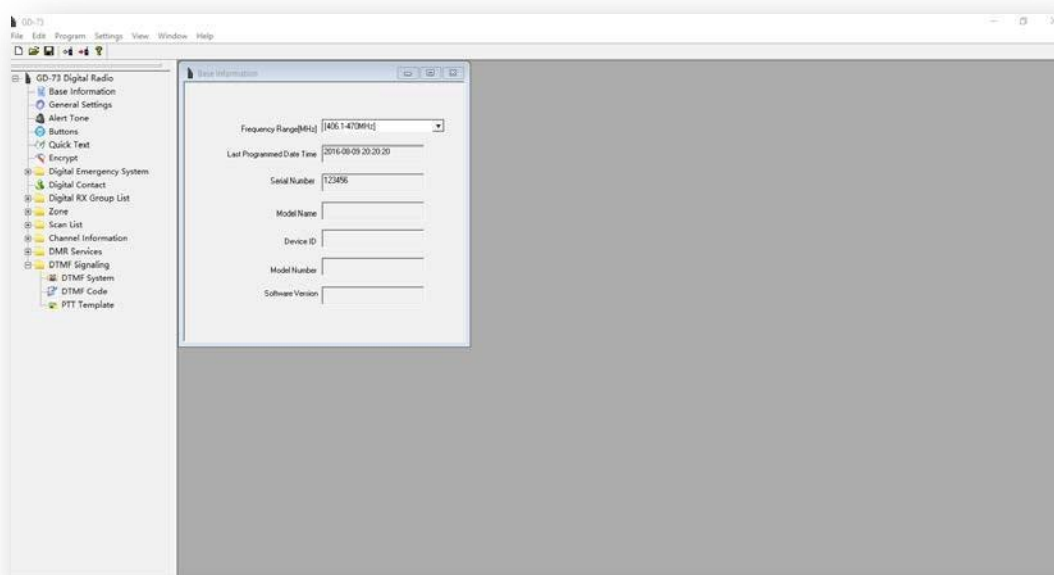 GD-73
File Edit Program Settings View Window Help
GD-73 Digital Radio
Base Information
General Settings
Alert Tone
Buttons
Quick Text
Encrypt
Digital Emergency System
Digital Contact
Digital RX Group List
Zone
Scan List
Channel Information
DMR Services
DTMF Signaling
DTMF System
DTMF Code
PTT Template
Base Information
Frequency Range[MHz] [406.1-470MHz]
Last Programmed Date Time 2016-08-09 20:20:20
Serial Number 123456
Model Name
Device ID
Model Number
Software Version